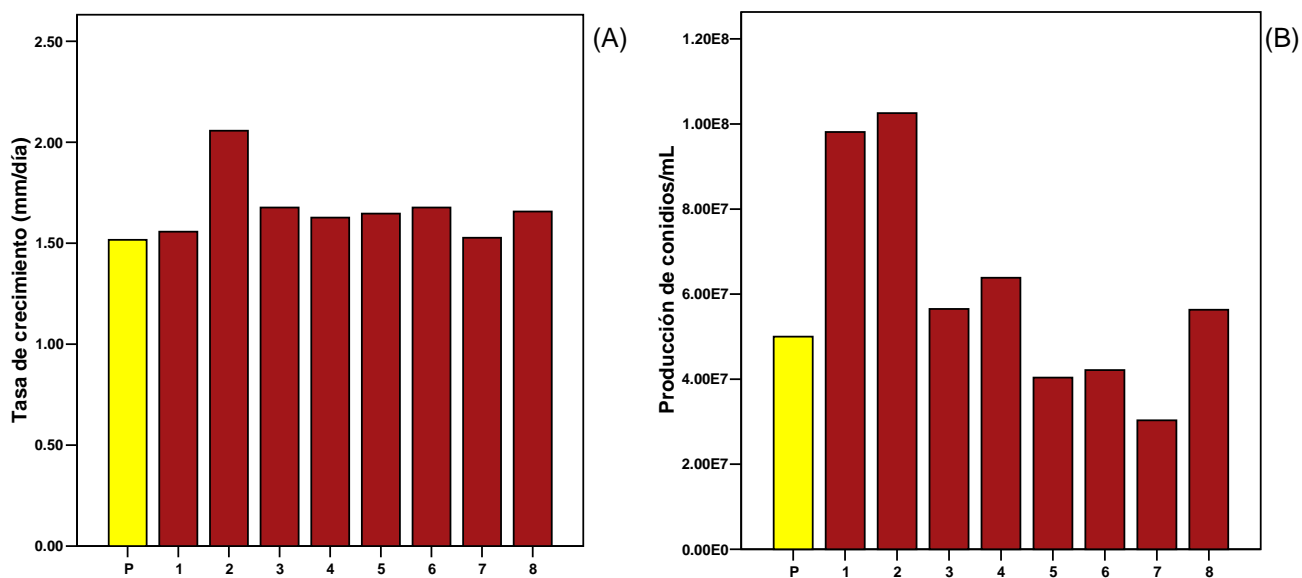 (A)
Tasa de crecimiento (mm/día)
2.50
2.00
1.50
1.00
0.50
0.00
P 1 2 3 4 5 6 7 8
(B)
Producción de conidios/mL
1.20E8
1.00E8
8.00E7
6.00E7
4.00E7
2.00E7
0.00E0
P 1 2 3 4 5 6 7 8